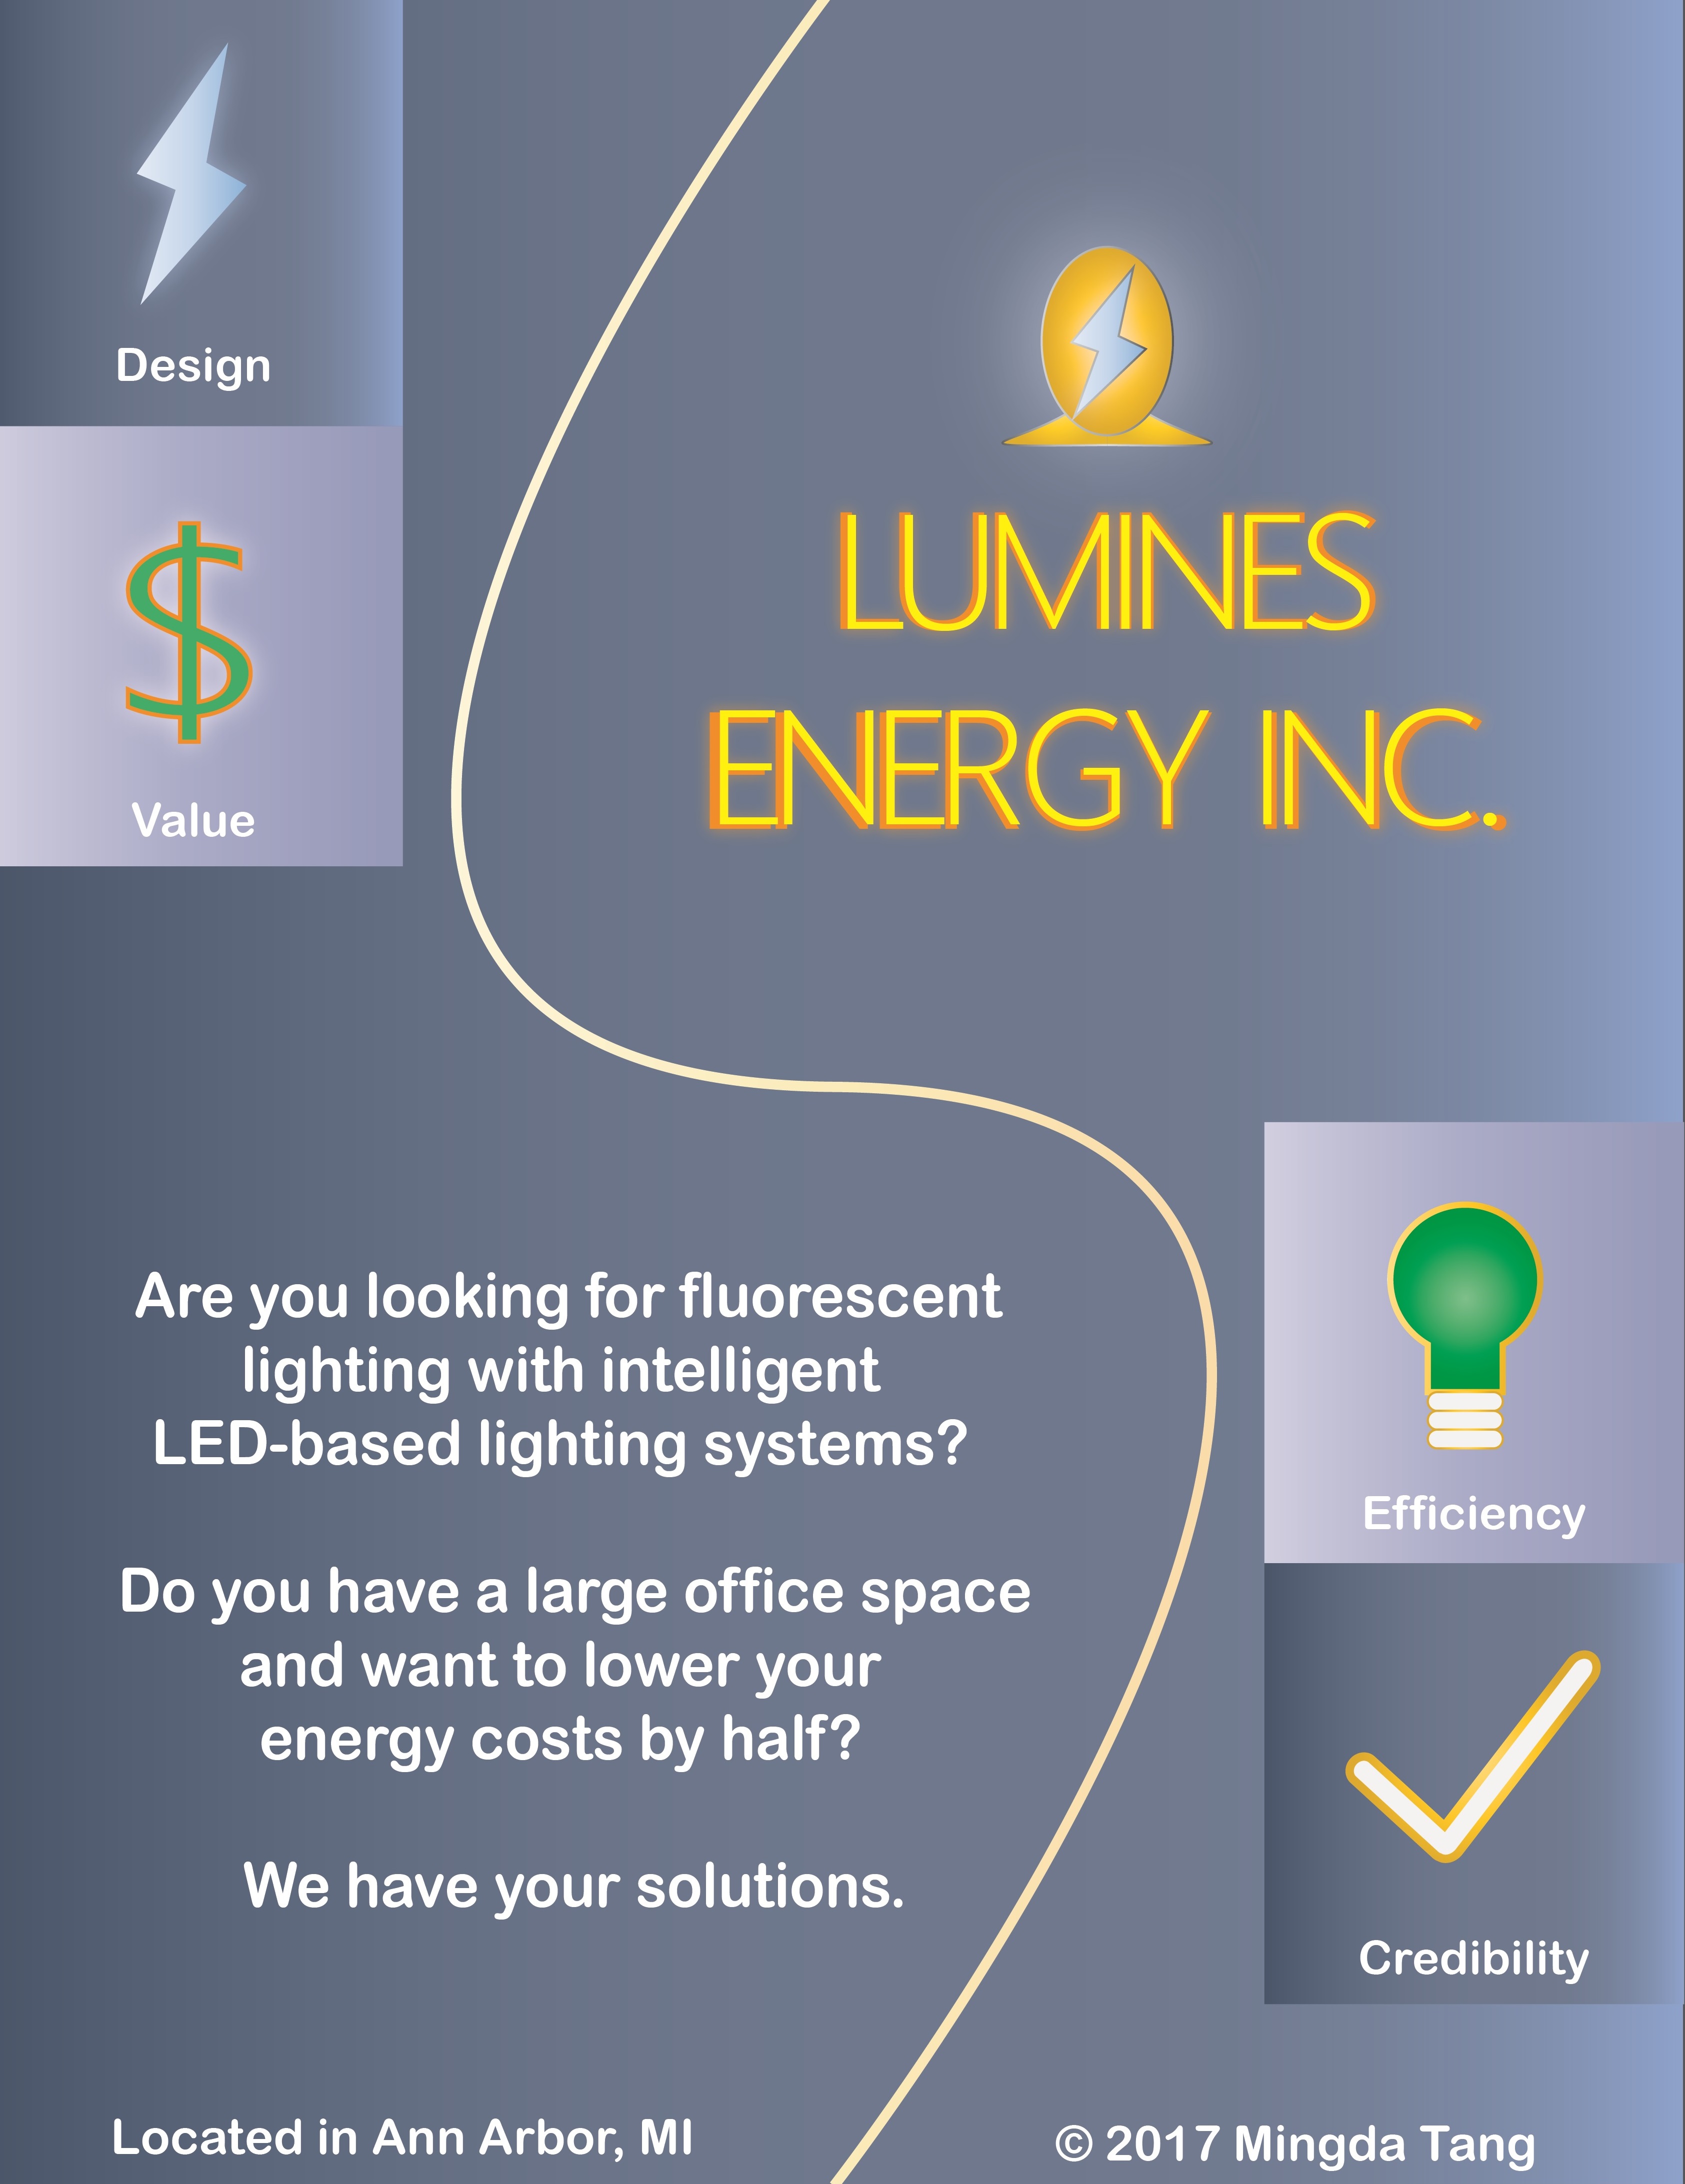 Design
$
Value
LUMINES
ENERGY INC.
Are you looking for fluorescent
lighting with intelligent
LED-based lighting systems?
Do you have a large office space
and want to lower your
energy costs by half?
We have your solutions.
Efficiency
Credibility
Located in Ann Arbor, MI
© 2017 Mingda Tang